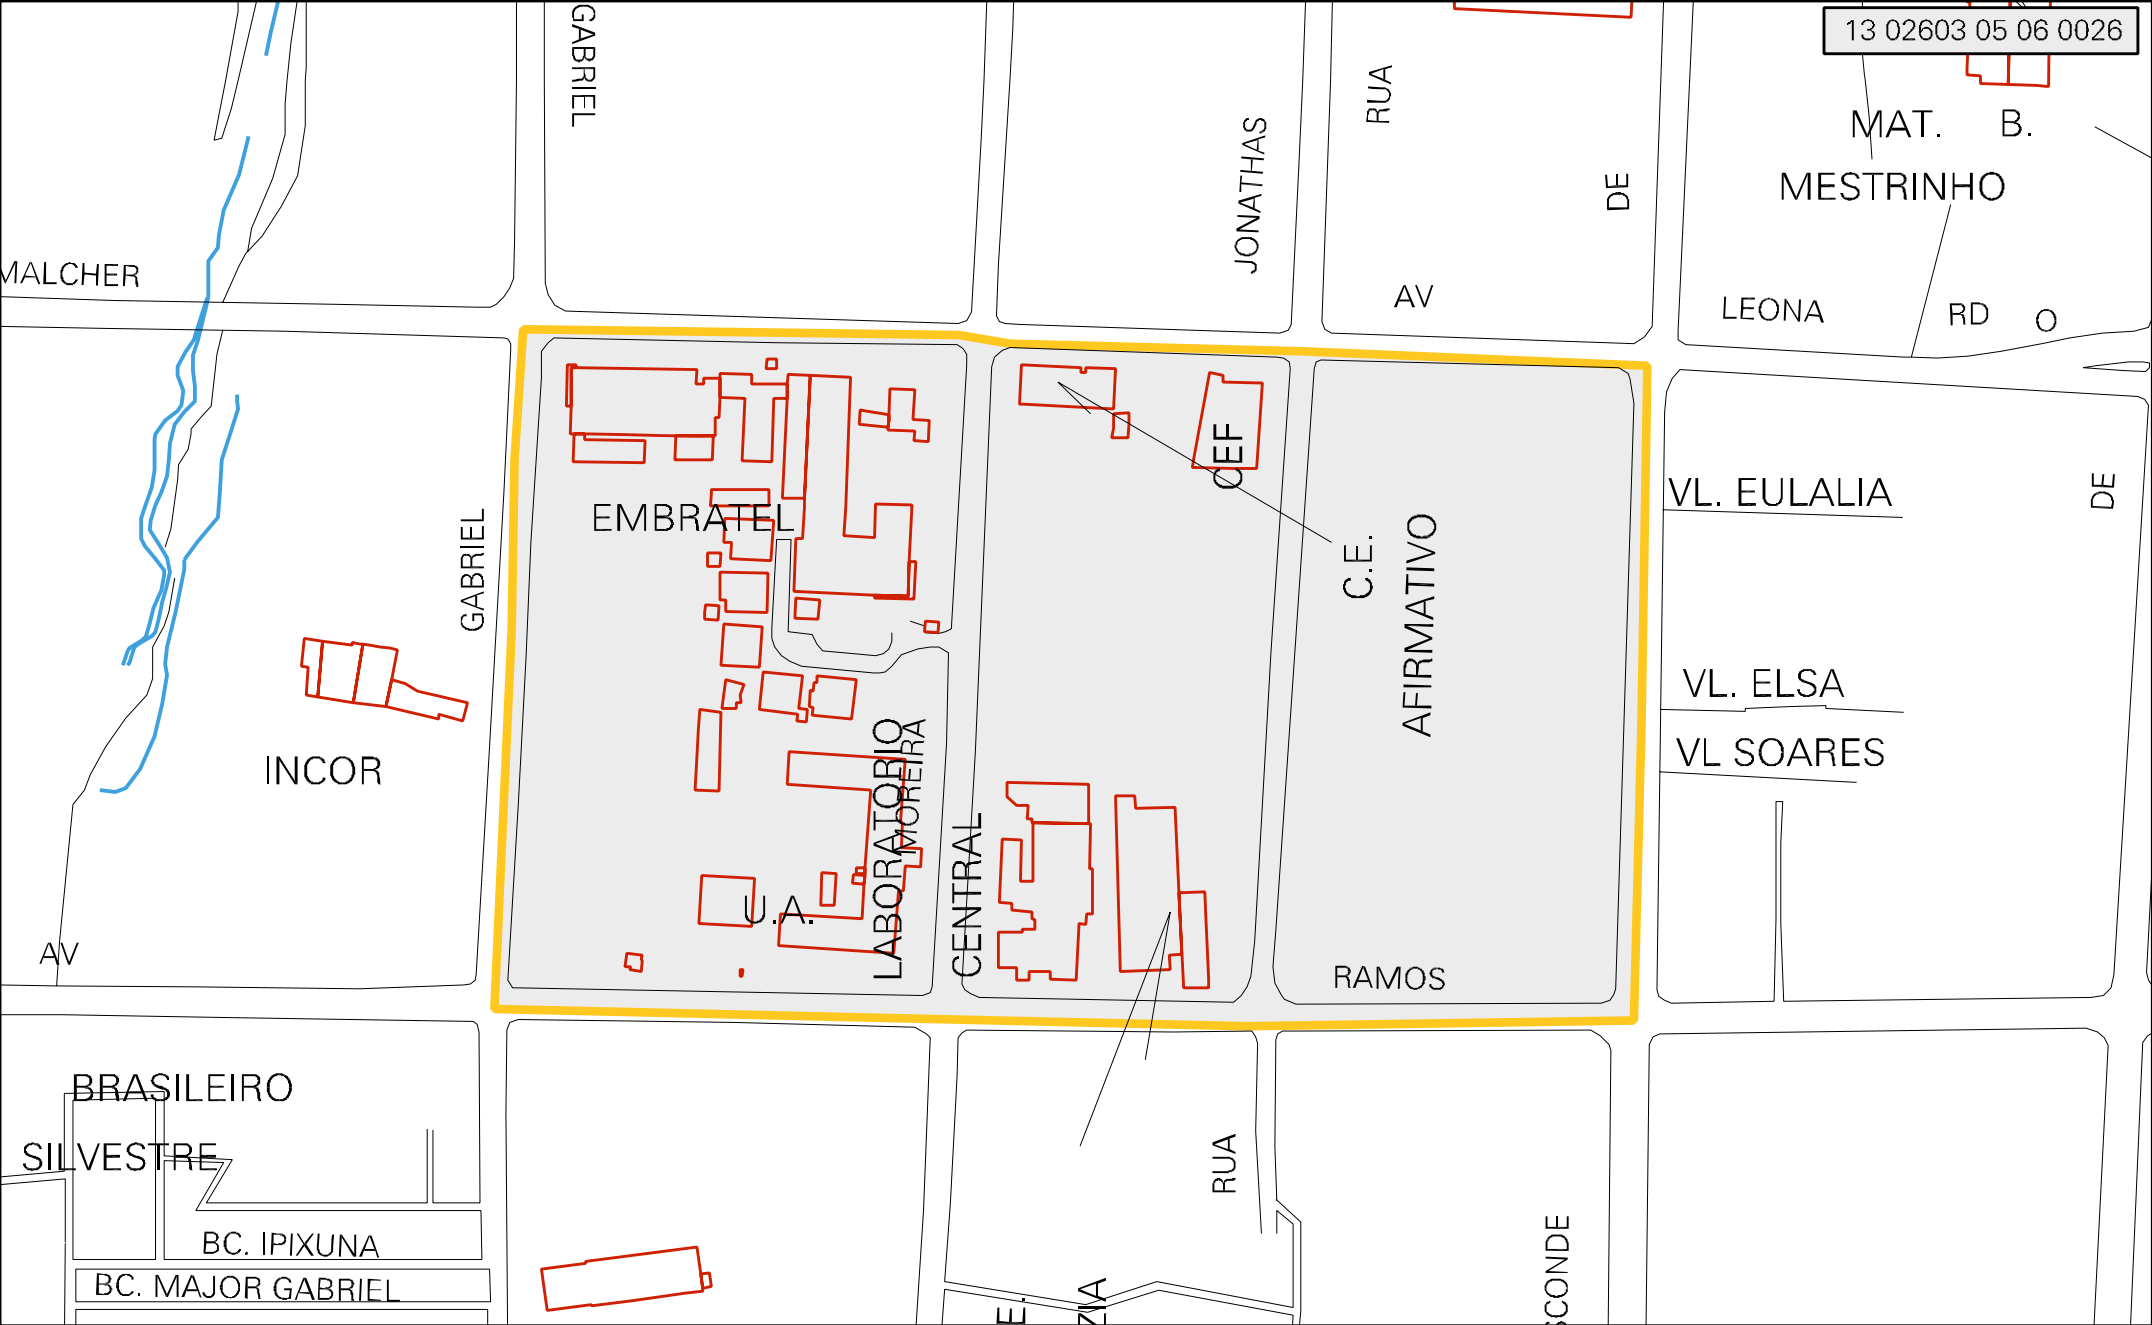 13 02603 05 06 0026
GABRIEL
RUA
JONATHAS
DE
MAT. B.
MESTRINHO
MALCHER
AV
LEONA RD O
VL. EULALIA
DE
CEF
EMBRATEL
GABRIEL
C.E.
AFIRMATIVO
VL. ELSA
VL SOARES
INCOR
LABORATORIO
MOREIRA
CENTRAL
U.A.
AV
RAMOS
BRASILEIRO
SILVESTRE
RUA
BC. IPIXUNA
BC. MAJOR GABRIEL
SCONDE
E.
ZIA